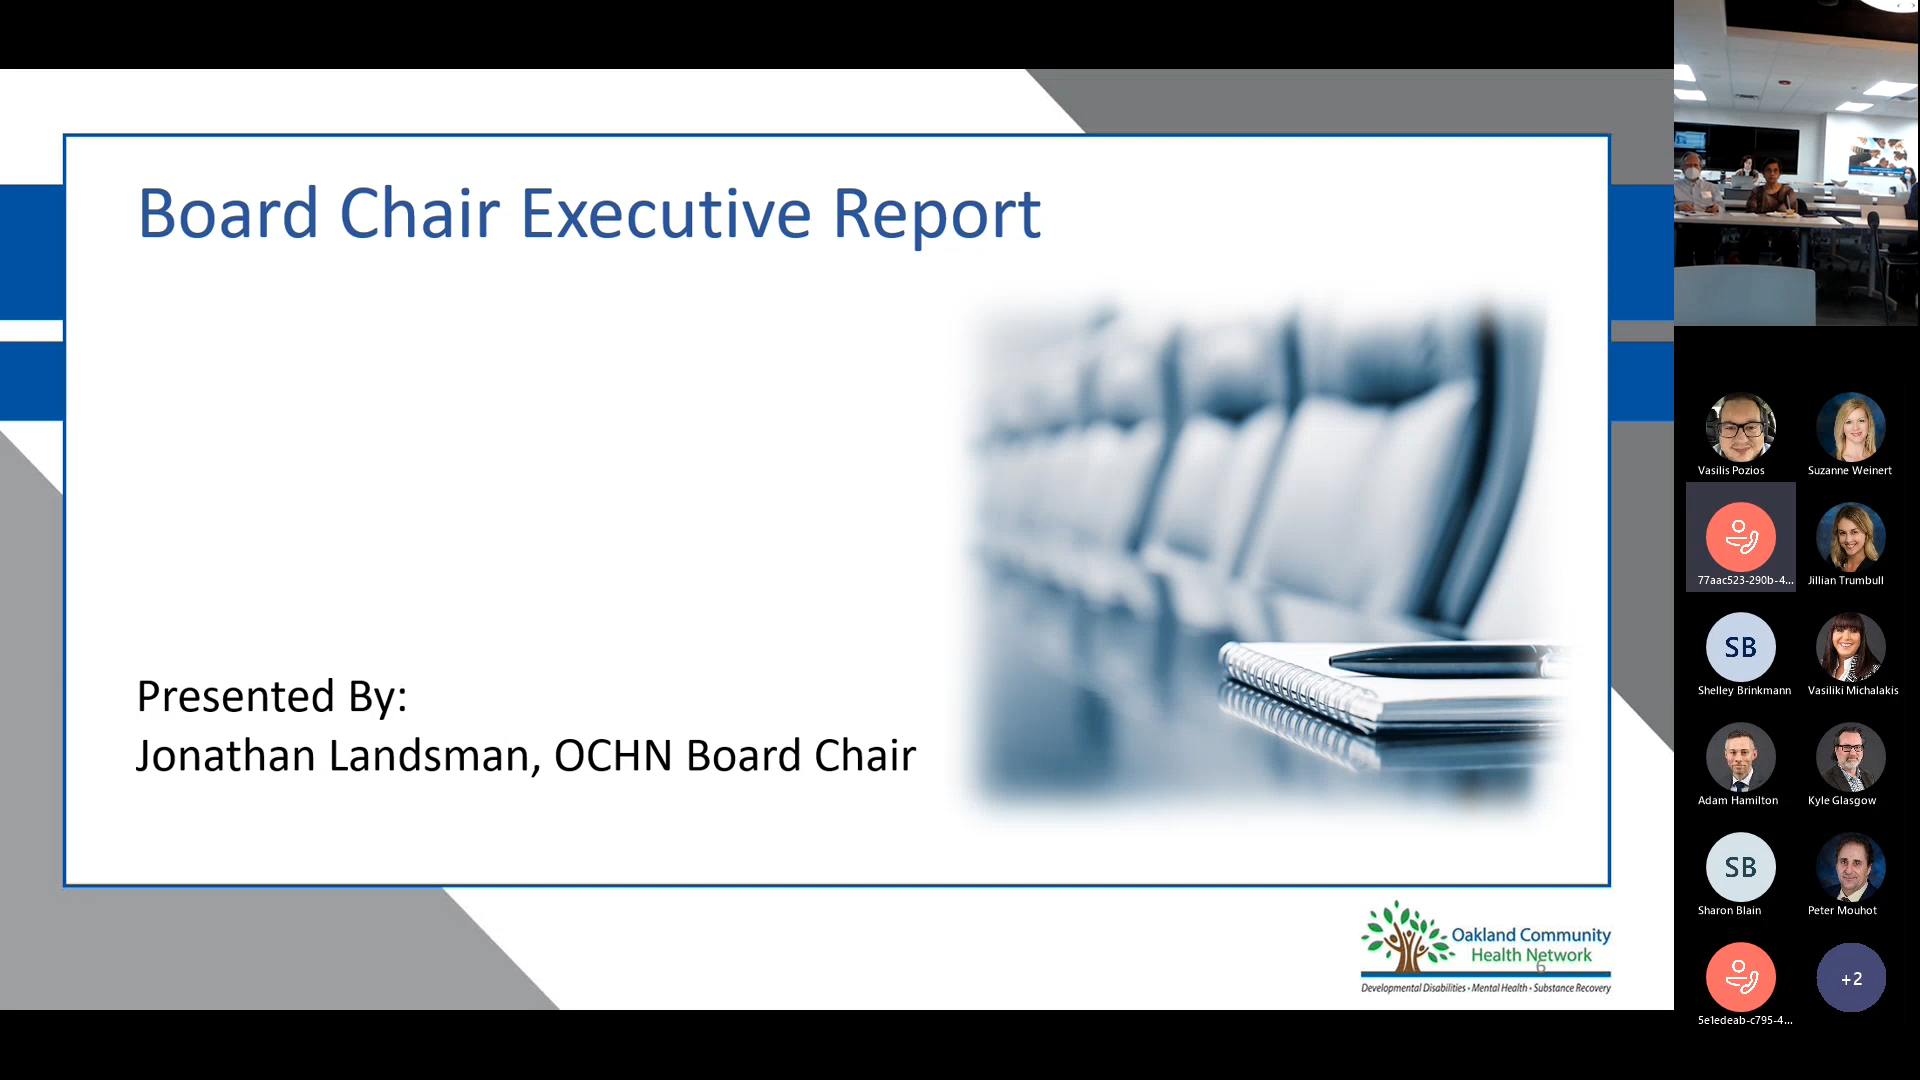 Board Chair Executive Report
Presented By:
Jonathan Landsman, OCHN Board Chair
Oakland Community
Health Network
6
Developmental Disabilities • Mental Health • Substance Recovery
Vasilis Pozios
Suzanne Weinert
77aac523-290b-4...
Jillian Trumbull
SB
Shelley Brinkmann
Vasiliki Michalakis
Adam Hamilton
Kyle Glasgow
SB
Sharon Blain
Peter Mouhot
5e1edeab-c795-4...
+2